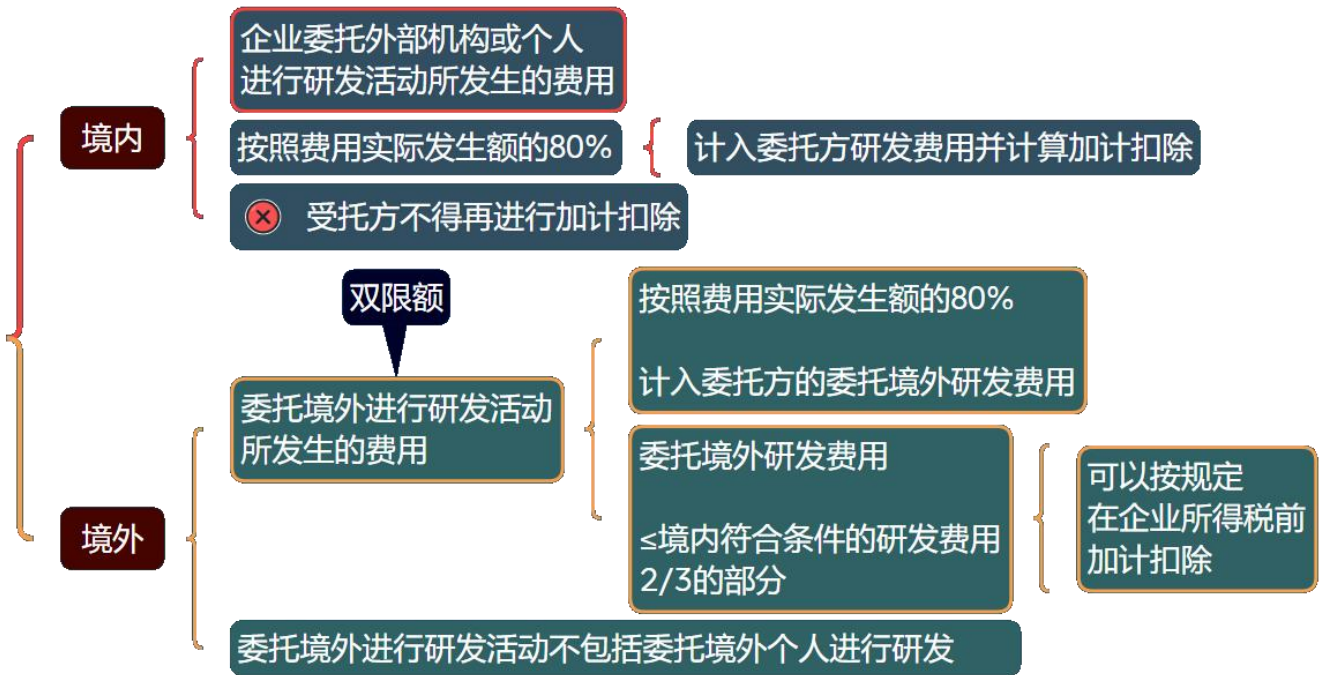 境内
企业委托外部机构或个人
进行研发活动所发生的费用
按照费用实际发生额的80%
计入委托方研发费用并计算加计扣除
受托方不得再进行加计扣除
境外
双限额
委托境外进行研发活动
所发生的费用
按照费用实际发生额的80%
计入委托方的委托境外研发费用
委托境外研发费用
≤境内符合条件的研发费用
2/3的部分
可以按规定
在企业所得税前
加计扣除
委托境外进行研发活动不包括委托境外个人进行研发